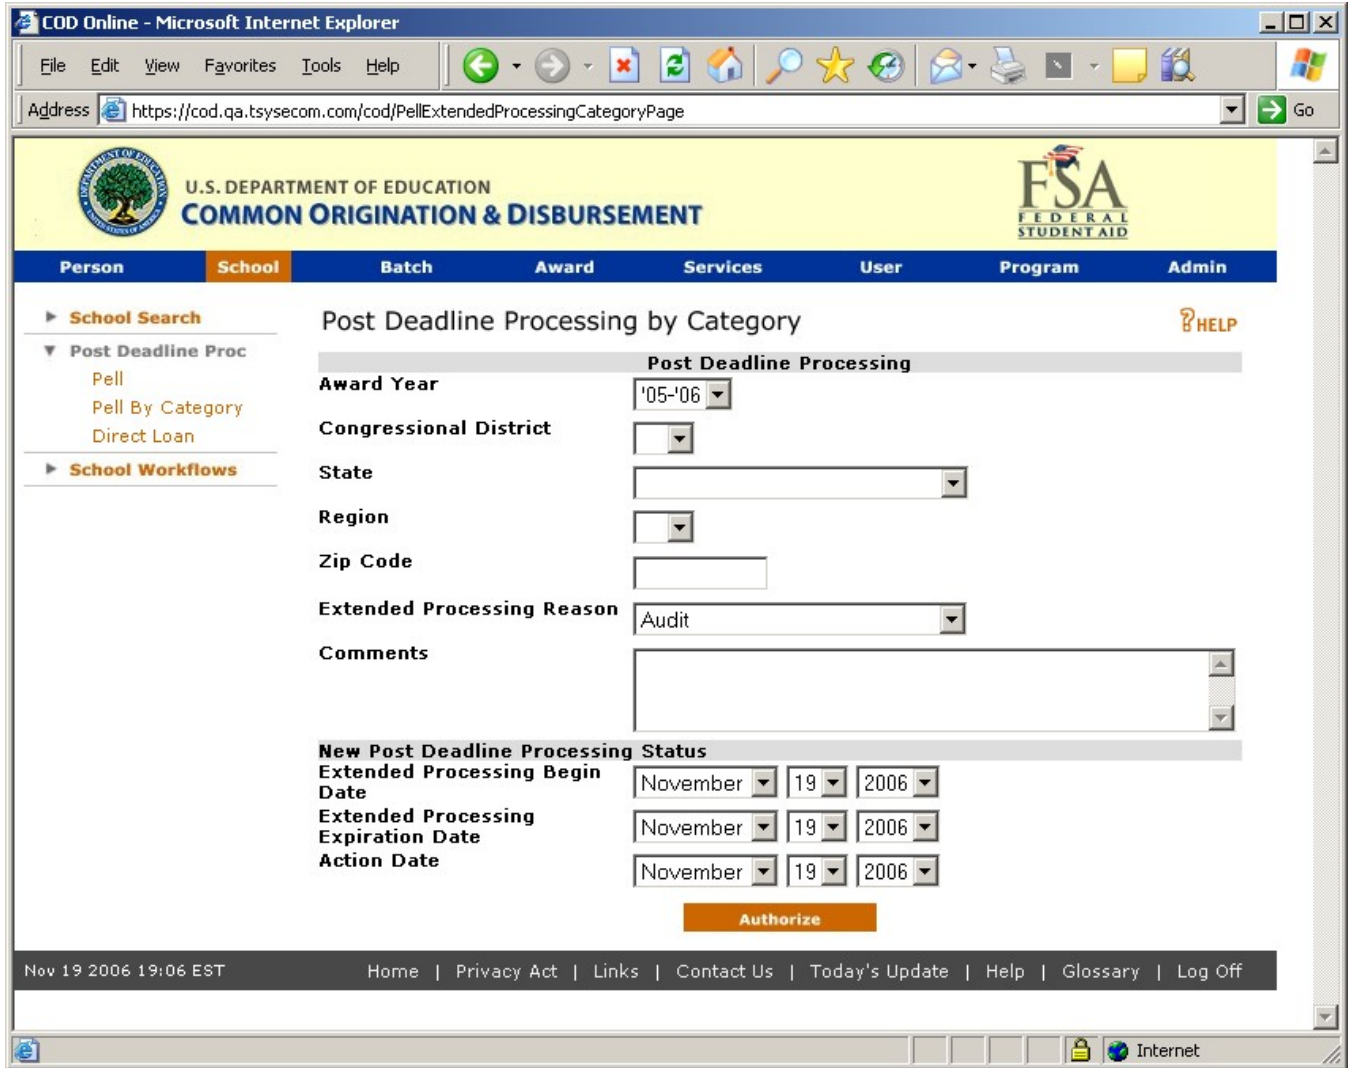 COD Online - Microsoft Internet Explorer
File Edit View Favorites Tools Help
Address https://cod.qa.tsysecom.com/cod/PellExtendedProcessingCategoryPage Go
U.S. DEPARTMENT OF EDUCATION
COMMON ORIGINATION & DISBURSEMENT
FSA
FEDERAL
STUDENT AID
Person School Batch Award Services User Program Admin
School Search
Post Deadline Proc
Pell
Pell By Category
Direct Loan
School Workflows
Post Deadline Processing by Category
?HELP
Post Deadline Processing
Award Year '05-'06
Congressional District
State
Region
Zip Code
Extended Processing Reason Audit
Comments
New Post Deadline Processing Status
Extended Processing Begin
Date November 19 2006
Extended Processing
Expiration Date November 19 2006
Action Date November 19 2006
Authorize
Nov 19 2006 19:06 EST Home | Privacy Act | Links | Contact Us | Today's Update | Help | Glossary | Log Off
Internet